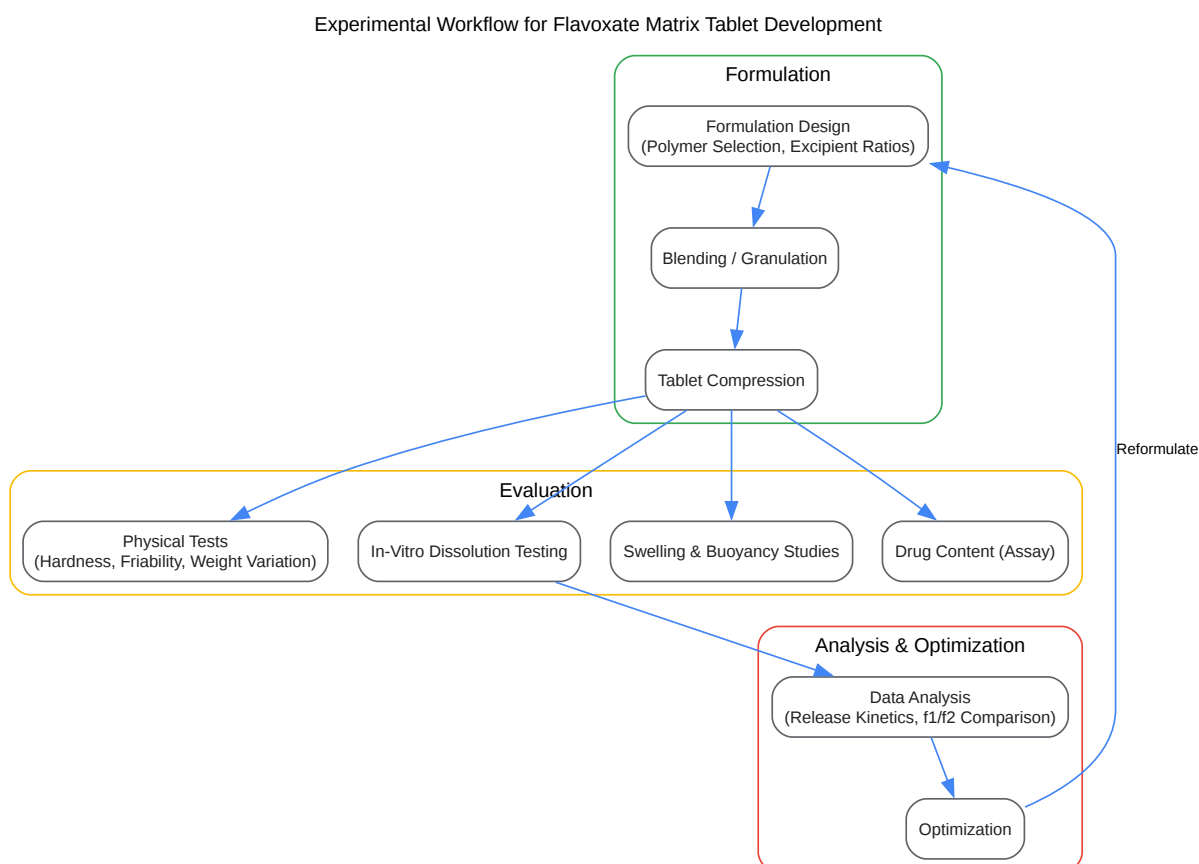 Experimental Workflow for Flavoxate Matrix Tablet Development
Formulation
Formulation Design
(Polymer Selection, Excipient Ratios)
Blending / Granulation
Tablet Compression
Reformulate
Evaluation
Physical Tests
(Hardness, Friability, Weight Variation)
In-Vitro Dissolution Testing
Swelling & Buoyancy Studies
Drug Content (Assay)
Analysis & Optimization
Data Analysis
(Release Kinetics, f1/f2 Comparison)
Optimization